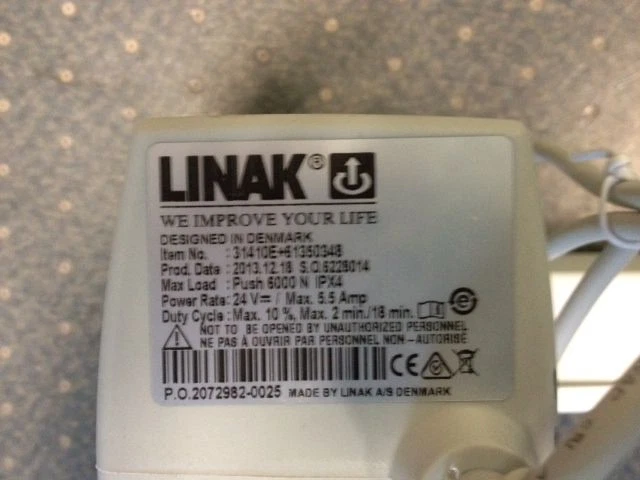 LINAK®
WE IMPROVE YOUR LIFE
DESIGNED IN DENMARK
Item No. : 31410E+61350348
Prod. Date : 2013.12.18 S.O.6228014
Max Load : Push 6000 N IPX4
Power Rate: 24 V⎓ / Max. 5.5 Amp
Duty Cycle : Max. 10 %, Max. 2 min./18 min.
NOT TO BE OPENED BY UNAUTHORIZED PERSONNEL
NE PAS À OUVRIR PAR PERSONNEL NON-AUTORISÉ
CE
P.O.2072982-0025 MADE BY LINAK A/S DENMARK